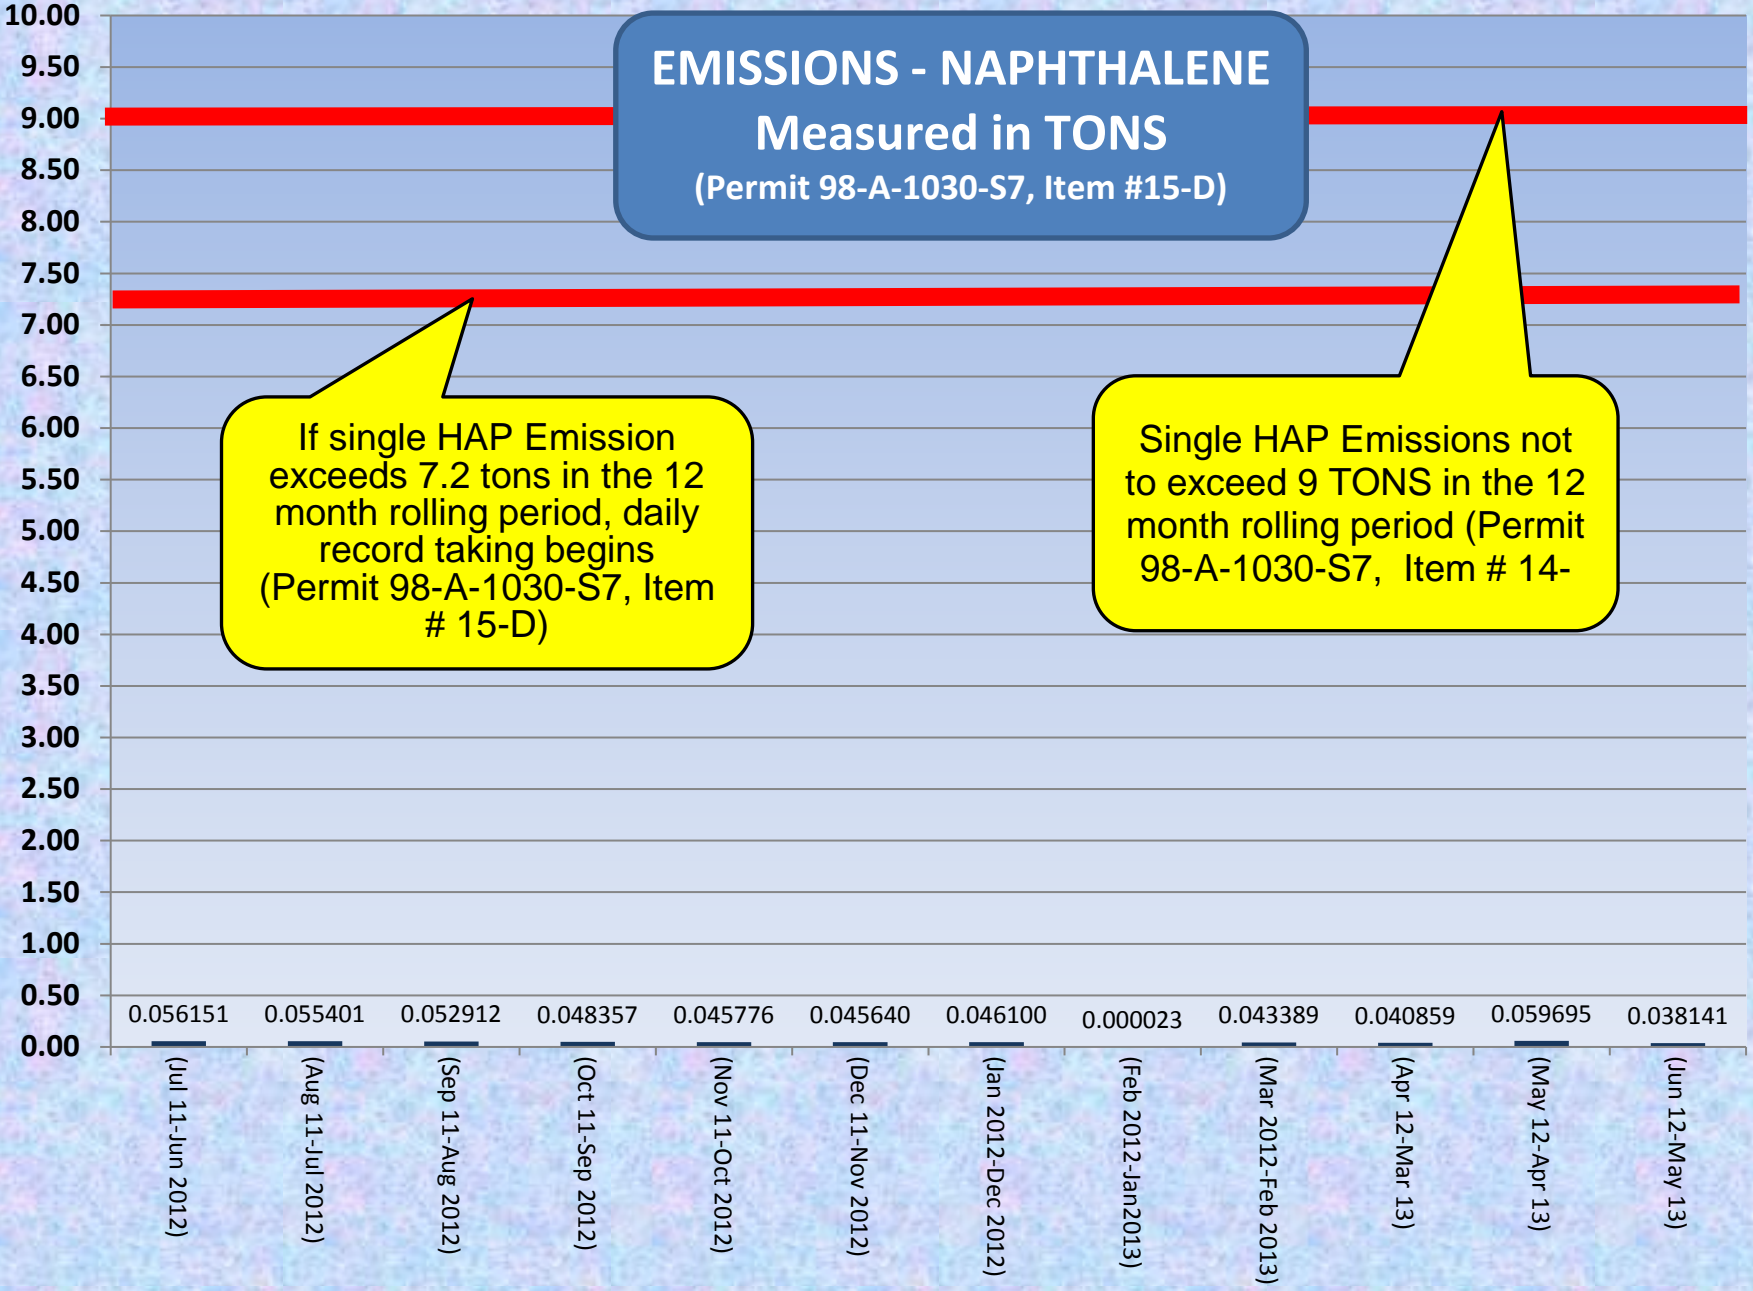 EMISSIONS - NAPHTHALENE
Measured in TONS
(Permit 98-A-1030-S7, Item #15-D)
10.00
9.50
9.00
8.50
8.00
7.50
7.00
6.50
6.00
5.50
5.00
4.50
4.00
3.50
3.00
2.50
2.00
1.50
1.00
0.50
0.00
If single HAP Emission
exceeds 7.2 tons in the 12
month rolling period, daily
record taking begins
(Permit 98-A-1030-S7, Item
# 15-D)
Single HAP Emissions not
to exceed 9 TONS in the 12
month rolling period (Permit
98-A-1030-S7,  Item # 14-
0.056151
0.055401
0.052912
0.048357
0.045776
0.045640
0.046100
0.000023
0.043389
0.040859
0.059695
0.038141
(Jul 11-Jun 2012)
(Aug 11-Jul 2012)
(Sep 11-Aug 2012)
(Oct 11-Sep 2012)
(Nov 11-Oct 2012)
(Dec 11-Nov 2012)
(Jan 2012-Dec 2012)
(Feb 2012-Jan2013)
(Mar 2012-Feb 2013)
(Apr 12-Mar 13)
(May 12-Apr 13)
(Jun 12-May 13)